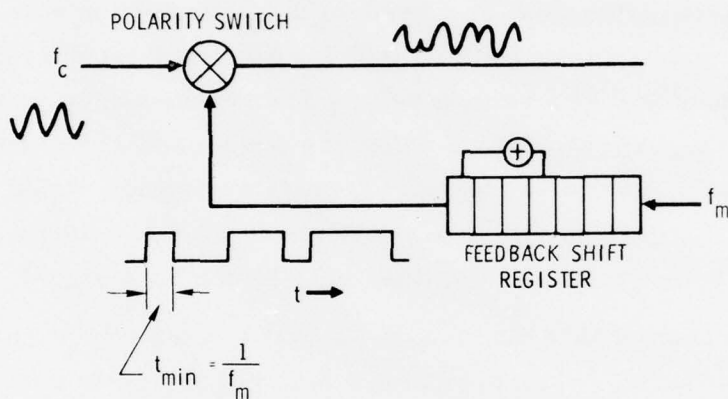 POLARITY SWITCH
f_c
f_m
+
FEEDBACK SHIFT
REGISTER
t
t_min = 1/f_m